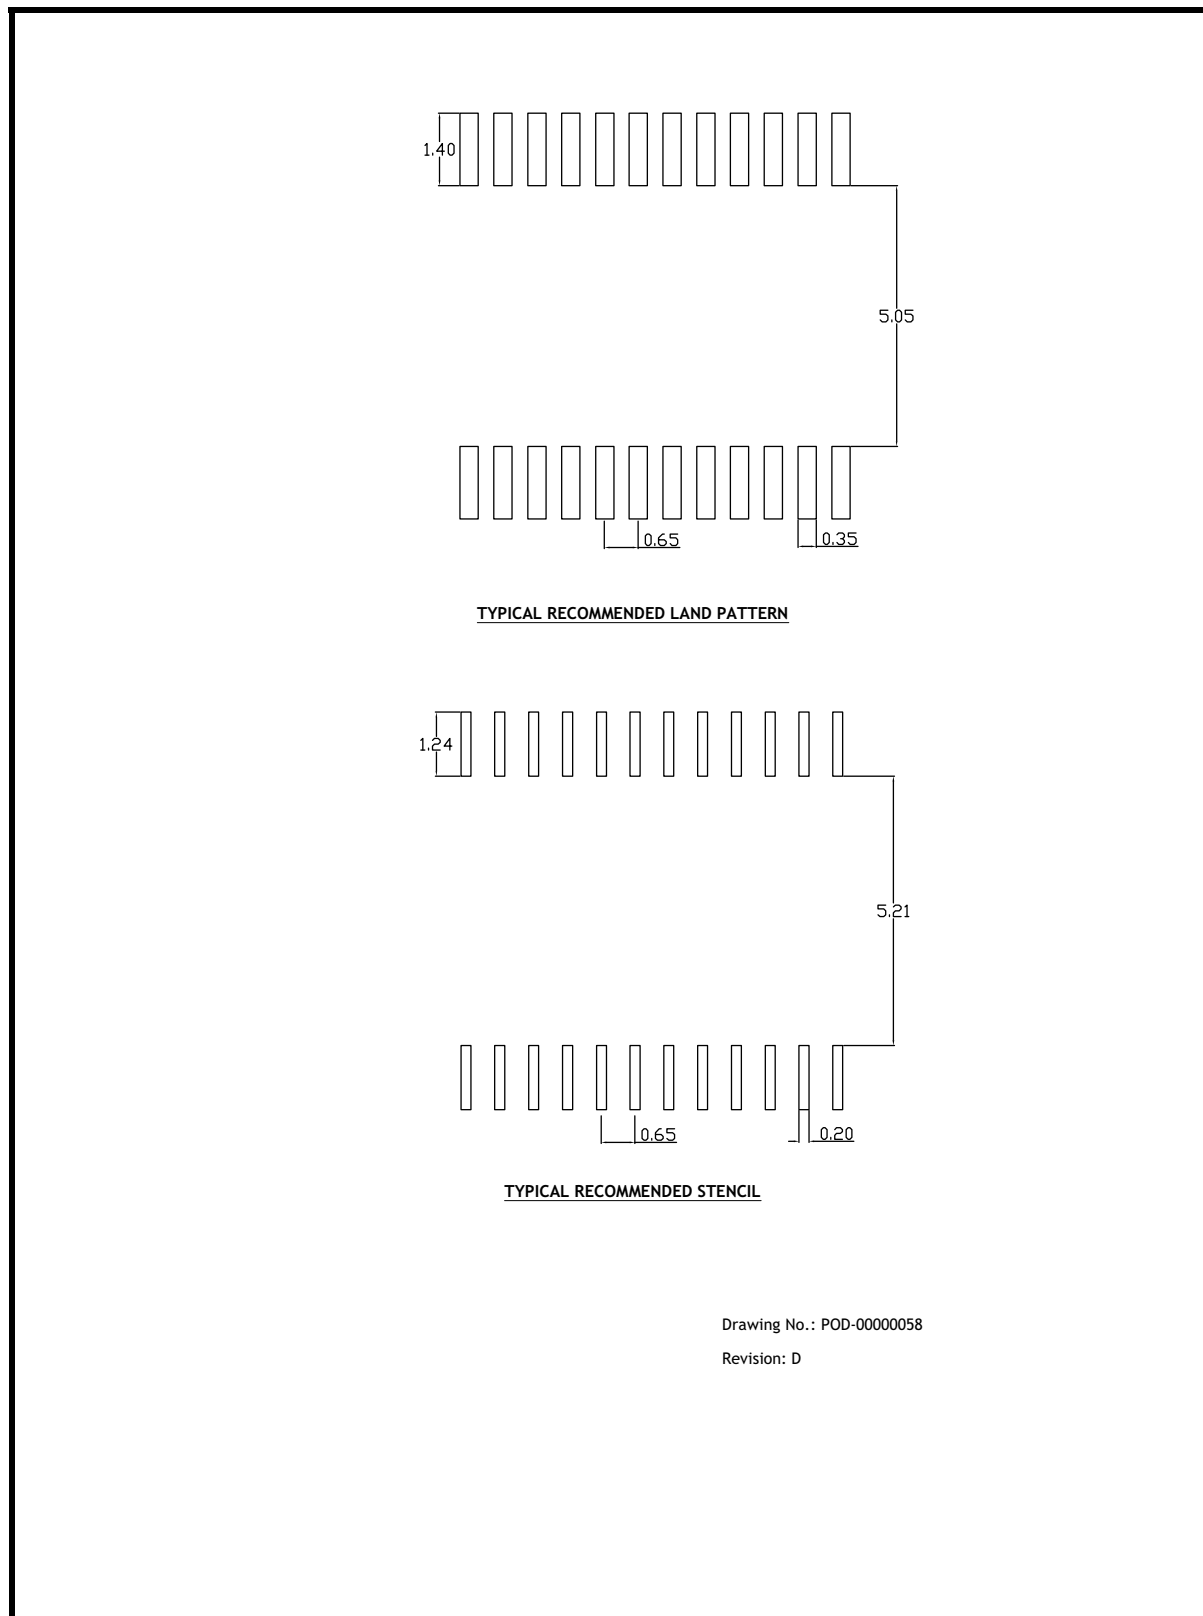 1.40
5.05
0.65
0.35
TYPICAL RECOMMENDED LAND PATTERN
1.24
5.21
0.65
0.20
TYPICAL RECOMMENDED STENCIL
Drawing No.: POD-00000058
Revision: D